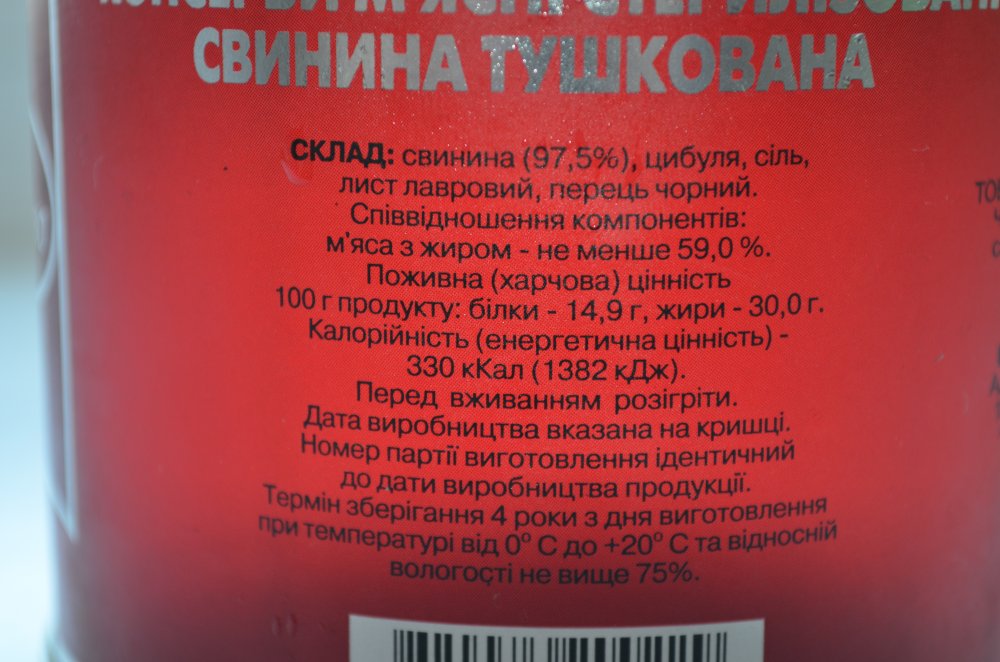 КОНСЕРВИ М'ЯСНІ СТЕРИЛІЗОВАНІ
СВИНИНА ТУШКОВАНА
СКЛАД: свинина (97,5%), цибуля, сіль,
лист лавровий, перець чорний.
Співвідношення компонентів:
м'яса з жиром - не менше 59,0 %.
Поживна (харчова) цінність
100 г продукту: білки - 14,9 г, жири - 30,0 г.
Калорійність (енергетична цінність) -
330 кКал (1382 кДж).
Перед вживанням розігріти.
Дата виробництва вказана на кришці.
Номер партії виготовлення ідентичний
до дати виробництва продукції.
Термін зберігання 4 роки з дня виготовлення
при температурі від 0° С до +20° С та відносній
вологості не вище 75%.